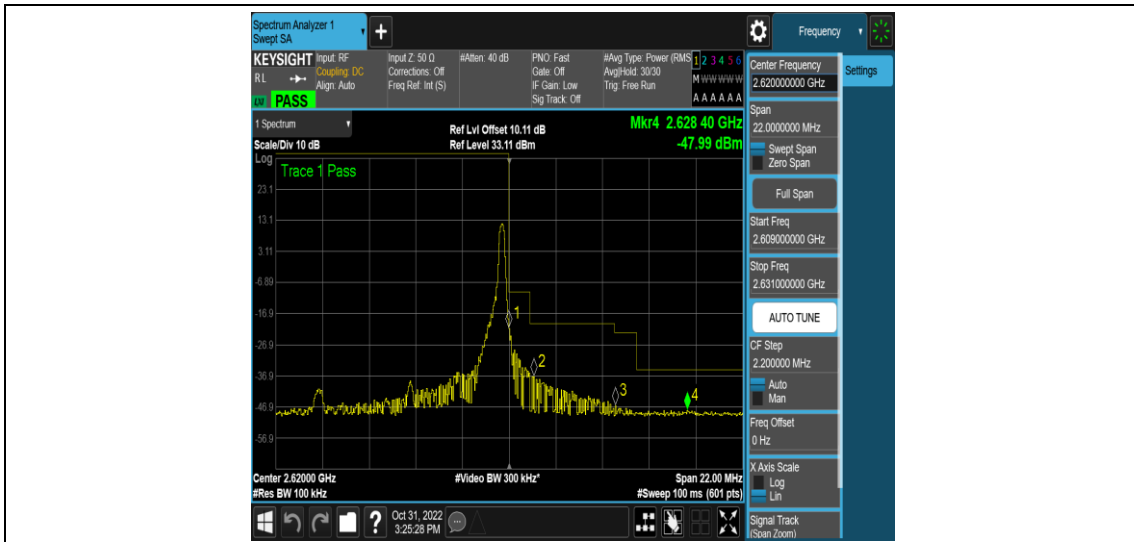 Spectrum Analyzer 1
Swept SA
+
Frequency
KEYSIGHT
RL
PASS
Input: RF
Coupling: DC
Align: Auto
Input Z: 50 Ω
Corrections: Off
Freq Ref: Int (S)
#Atten: 40 dB
PNO: Fast
Gate: Off
IF Gain: Low
Sig Track: Off
#Avg Type: Power (RMS
Avg|Hold: 30/30
Trig: Free Run
1 2 3 4 5 6
M W W W W W
A A A A A A
1 Spectrum
Scale/Div 10 dB
Ref Lvl Offset 10.11 dB
Ref Level 33.11 dBm
Mkr4 2.628 40 GHz
-47.99 dBm
Log
Trace 1 Pass
23.1
13.1
3.11
-6.89
-16.9
-26.9
-36.9
-46.9
-56.9
1
2
3
4
Center 2.62000 GHz
#Res BW 100 kHz
#Video BW 300 kHz*
Span 22.00 MHz
#Sweep 100 ms (601 pts)
Center Frequency
2.620000000 GHz
Settings
Span
22.0000000 MHz
Swept Span
Zero Span
Full Span
Start Freq
2.609000000 GHz
Stop Freq
2.631000000 GHz
AUTO TUNE
CF Step
2.200000 MHz
Auto
Man
Freq Offset
0 Hz
X Axis Scale
Log
Lin
Signal Track
(Span Zoom)
?
Oct 31, 2022
3:25:28 PM